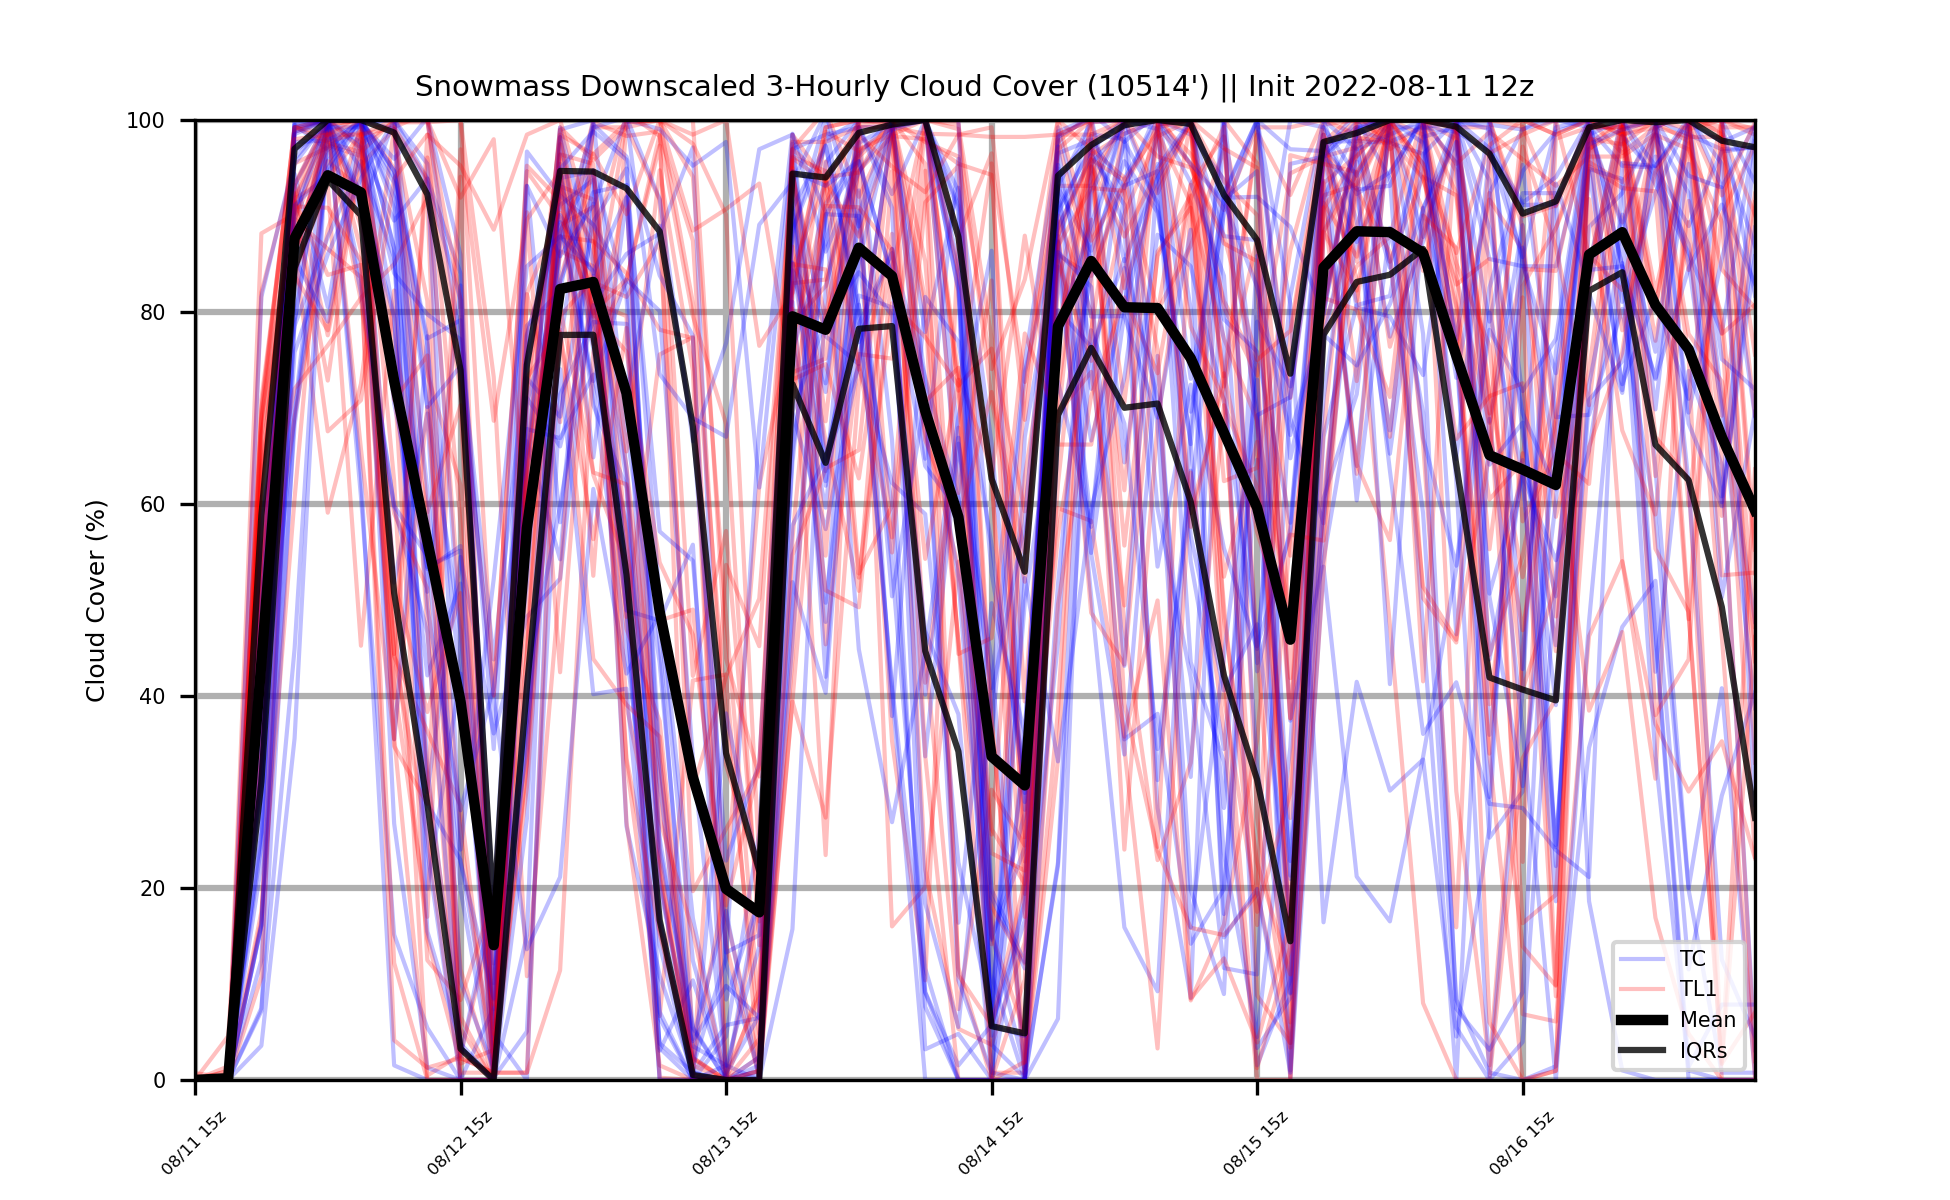 Snowmass Downscaled 3-Hourly Cloud Cover (10514') || Init 2022-08-11 12z
Cloud Cover (%)
100
80
60
40
20
0
TC
TL1
Mean
IQRs
08/11 15z
08/12 15z
08/13 15z
08/14 15z
08/15 15z
08/16 15z